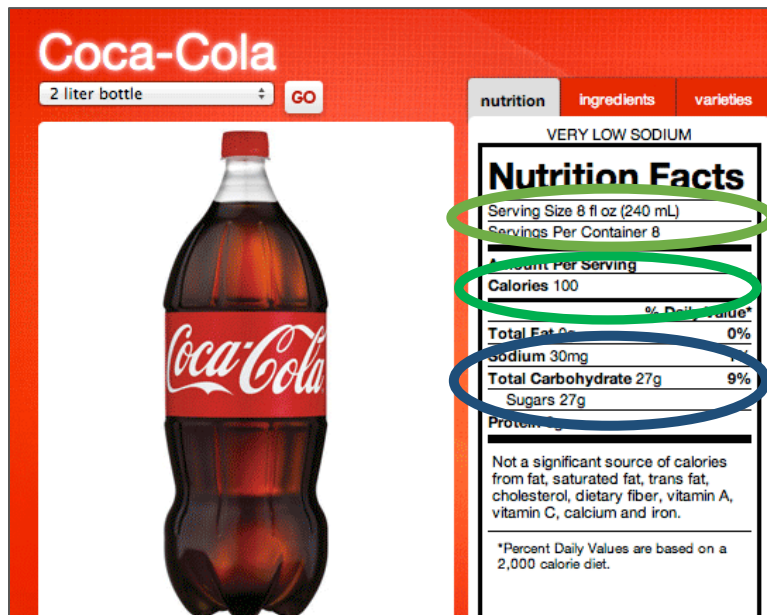 Coca-Cola
2 liter bottle
GO
nutrition
ingredients
varieties
VERY LOW SODIUM
Nutrition Facts
Serving Size 8 fl oz (240 mL)
Servings Per Container 8
Amount Per Serving
Calories 100
% Daily Value*
Total Fat 0g 0%
Sodium 30mg
Total Carbohydrate 27g 9%
Sugars 27g
Protein
Not a significant source of calories
from fat, saturated fat, trans fat,
cholesterol, dietary fiber, vitamin A,
vitamin C, calcium and iron.
*Percent Daily Values are based on a
2,000 calorie diet.
Coca-Cola